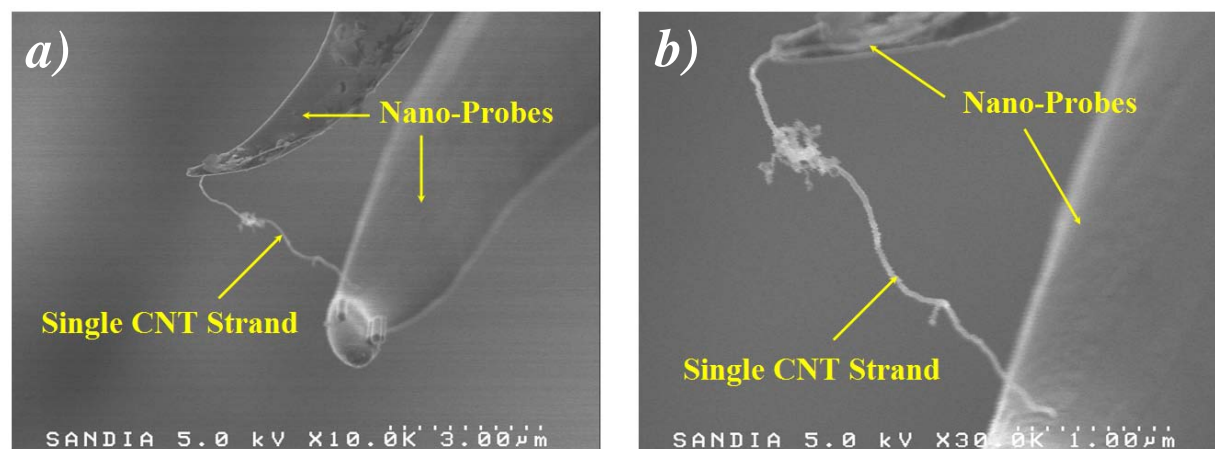 a)
Nano-Probes
Single CNT Strand
SANDIA 5.0 kV X10.0K 3.00µm
b)
Nano-Probes
Single CNT Strand
SANDIA 5.0 kV X30.0K 1.00µm